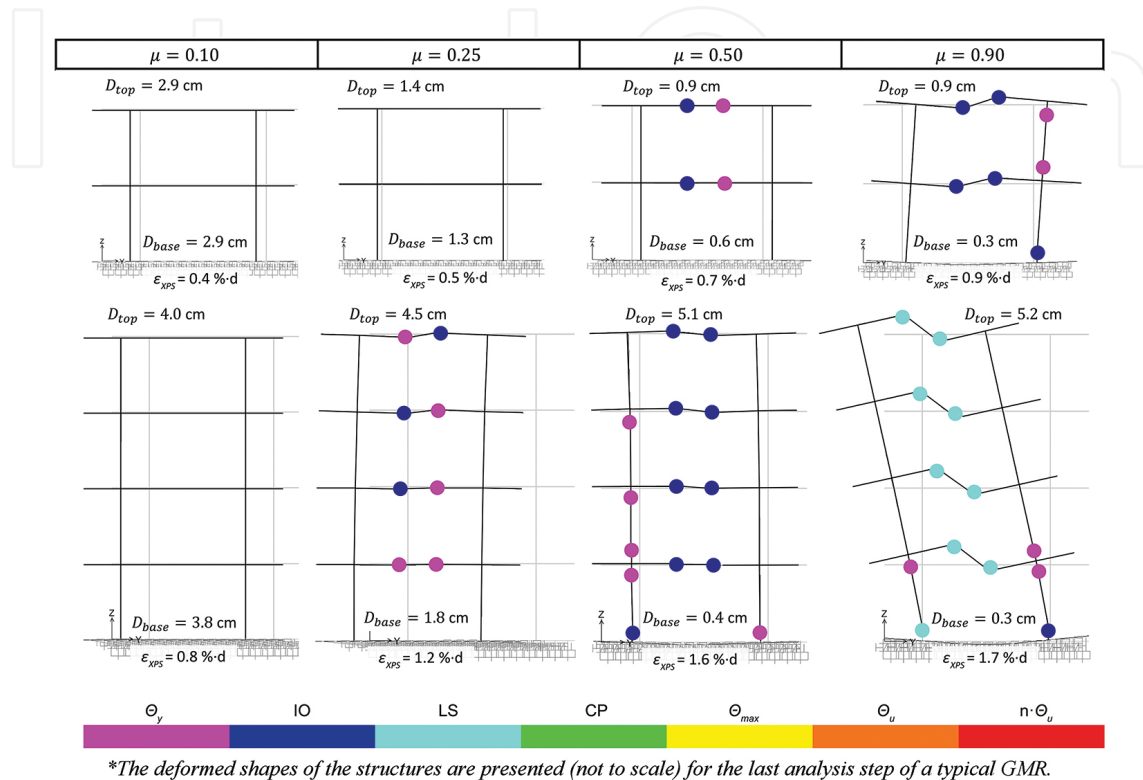 μ = 0.10 μ = 0.25 μ = 0.50 μ = 0.90
D_top = 2.9 cm D_top = 1.4 cm D_top = 0.9 cm D_top = 0.9 cm
D_base = 2.9 cm D_base = 1.3 cm D_base = 0.6 cm D_base = 0.3 cm
Z Y Z Y Z Y Z Y
ε_XPS = 0.4 %·d ε_XPS = 0.5 %·d ε_XPS = 0.7 %·d ε_XPS = 0.9 %·d
D_top = 4.0 cm D_top = 4.5 cm D_top = 5.1 cm D_top = 5.2 cm
D_base = 3.8 cm D_base = 1.8 cm D_base = 0.4 cm D_base = 0.3 cm
Z Y Z Y Z Y Z Y
ε_XPS = 0.8 %·d ε_XPS = 1.2 %·d ε_XPS = 1.6 %·d ε_XPS = 1.7 %·d
Θ_y IO LS CP Θ_max Θ_u n·Θ_u
*The deformed shapes of the structures are presented (not to scale) for the last analysis step of a typical GMR.